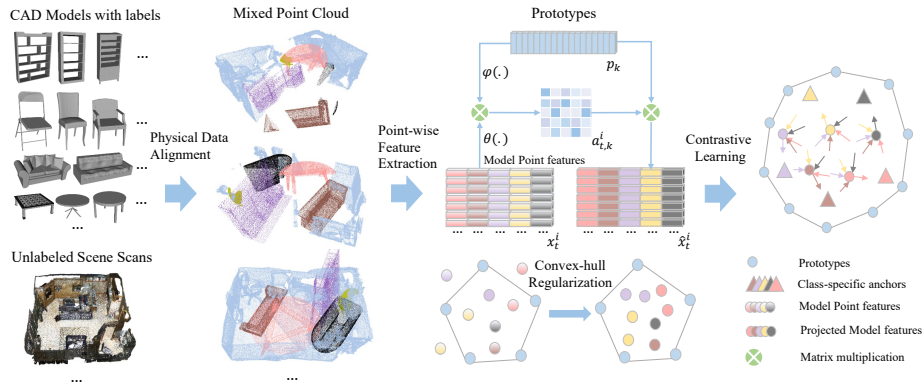 CAD Models with labels
...
...
...
...
...
Unlabeled Scene Scans
...
Physical Data
Alignment
Mixed Point Cloud
...
Point-wise
Feature
Extraction
Prototypes
p_k
φ(.)
θ(.)
a^i_{t,k}
Model Point features
... ... ... ... ...
x^i_t
... ... ... ... ...
x̂^i_t
Convex-hull
Regularization
Contrastive
Learning
Prototypes
Class-specific anchors
Model Point features
Projected Model features
Matrix multiplication